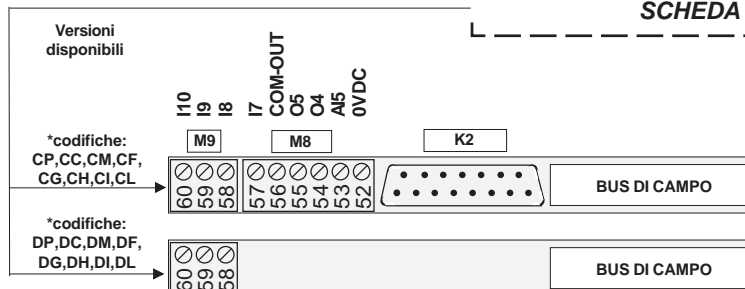 SCHEDA
Versioni
disponibili
I10
I9
I8
I7
COM-OUT
O5
O4
AI5
0VDC
M9
M8
K2
*codifiche:
CP,CC,CM,CF,
CG,CH,CI,CL
60
59
58
57
56
55
54
53
52
BUS DI CAMPO
*codifiche:
DP,DC,DM,DF,
DG,DH,DI,DL
60
59
58
BUS DI CAMPO